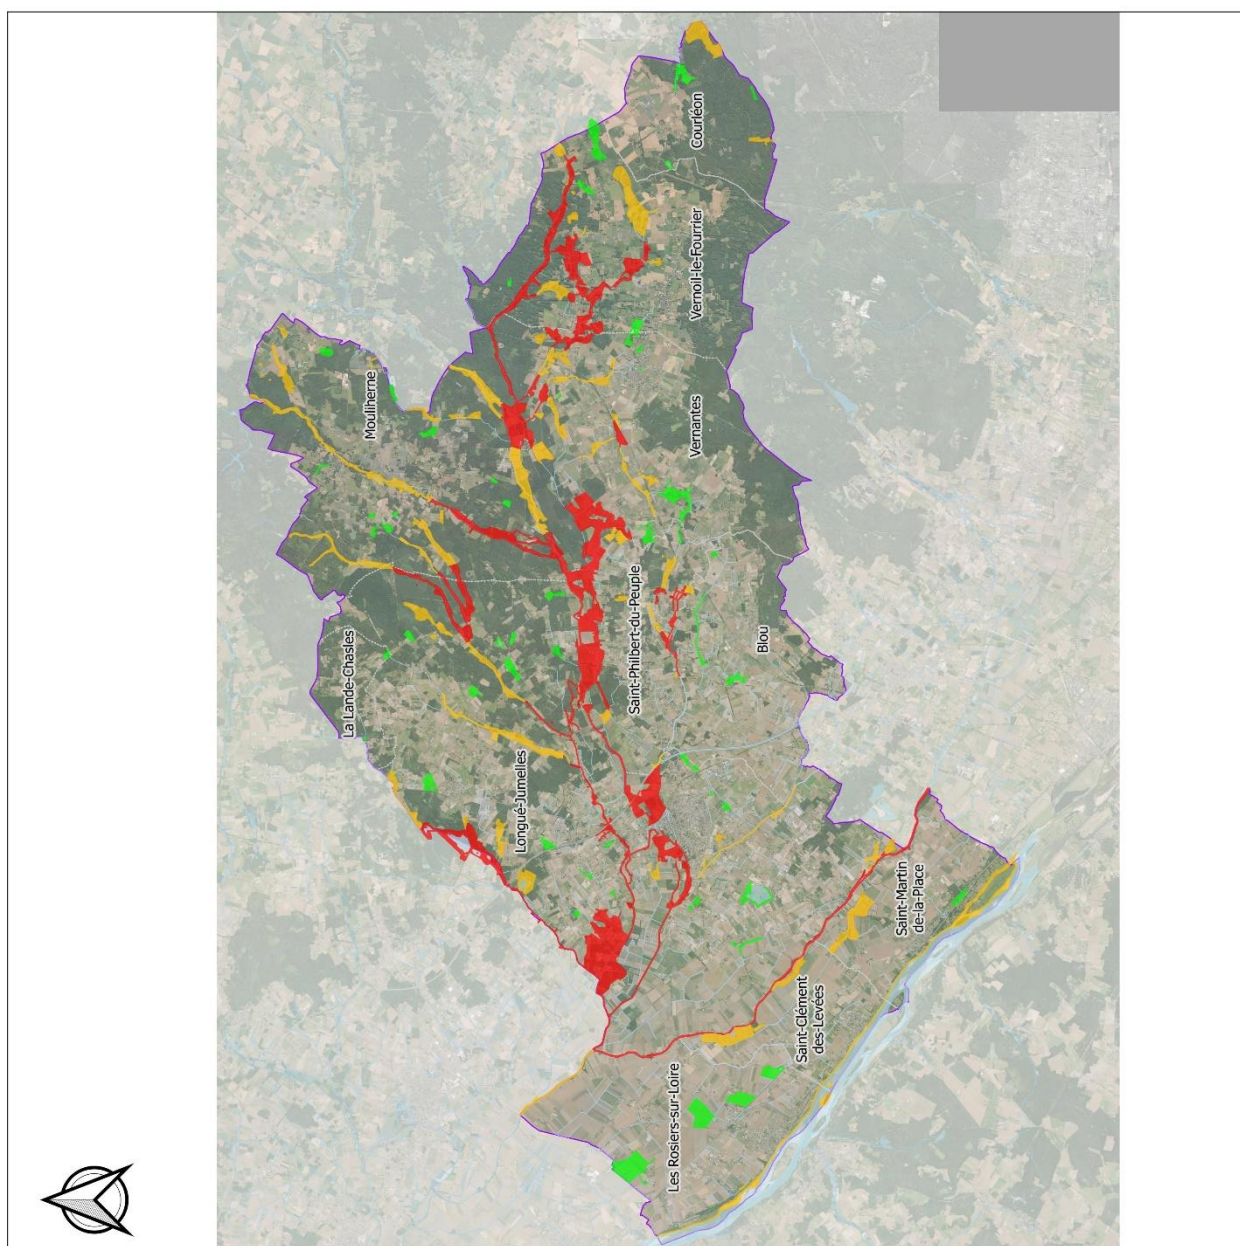 Courléon
Vernoil-le-Fourrier
Mouliherne
Vernantes
La Lande-Chasles
Saint-Philbert-du-Peuple
Blou
Longué-Jumelles
Saint-Martin
de-la-Place
Saint-Clément
des-Levées
Les Rosiers-sur-Loire